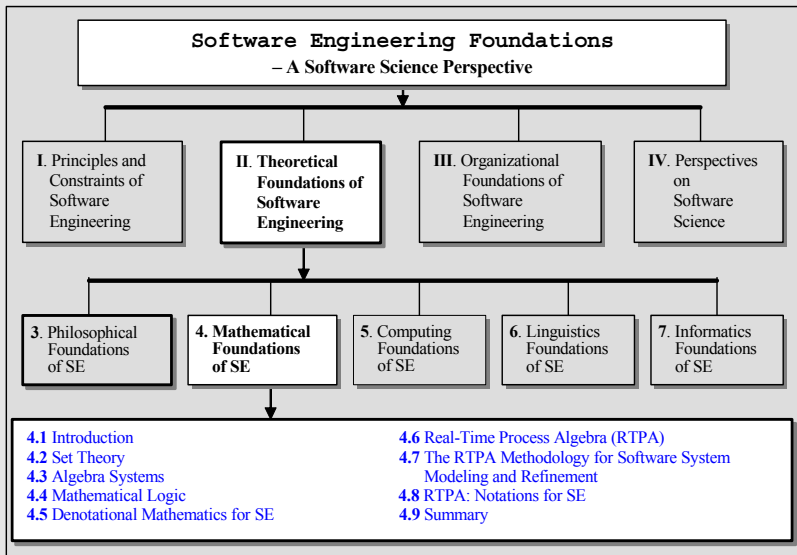 Software Engineering Foundations
– A Software Science Perspective
I. Principles and
Constraints of
Software
Engineering
II. Theoretical
Foundations of
Software
Engineering
III. Organizational
Foundations of
Software
Engineering
IV. Perspectives
on
Software
Science
3. Philosophical
Foundations
of SE
4. Mathematical
Foundations
of SE
5. Computing
Foundations
of SE
6. Linguistics
Foundations
of SE
7. Informatics
Foundations
of SE
4.1 Introduction
4.2 Set Theory
4.3 Algebra Systems
4.4 Mathematical Logic
4.5 Denotational Mathematics for SE
4.6 Real-Time Process Algebra (RTPA)
4.7 The RTPA Methodology for Software System
Modeling and Refinement
4.8 RTPA: Notations for SE
4.9 Summary